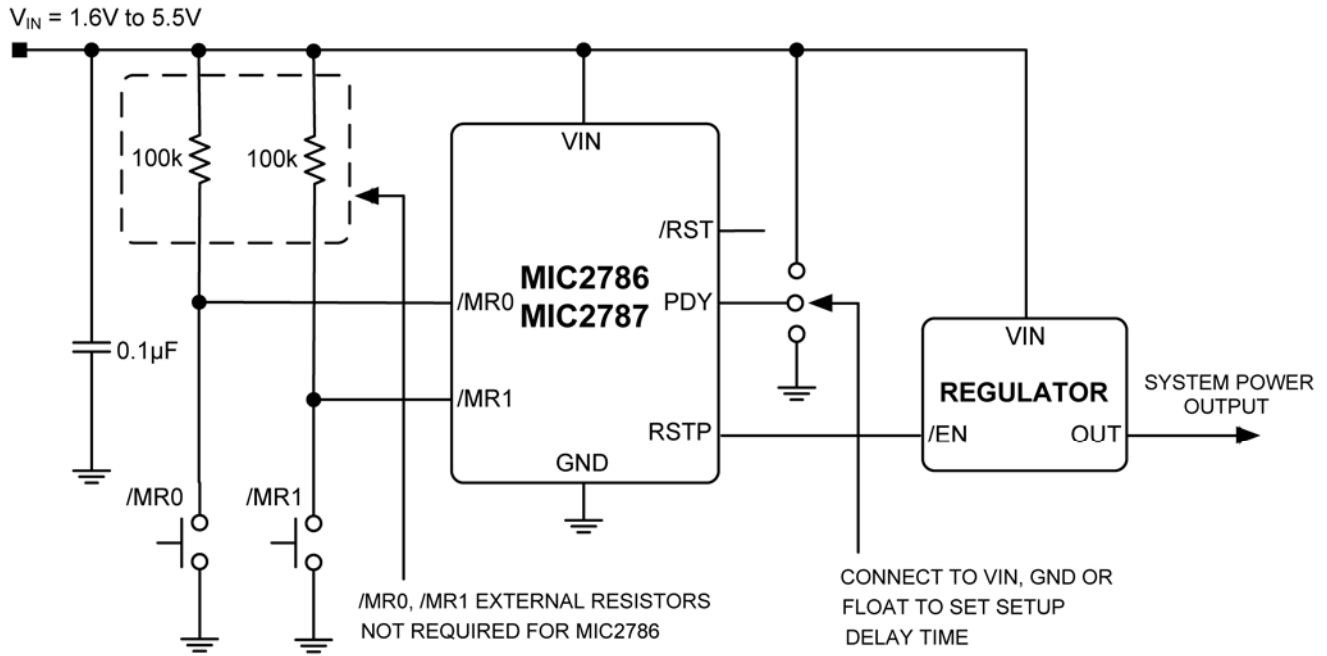 V_IN = 1.6V to 5.5V
VIN
100k
100k
/RST
MIC2786
MIC2787
/MR0
PDY
0.1µF
VIN
/MR1
REGULATOR
SYSTEM POWER
OUTPUT
RSTP
/EN
OUT
GND
/MR0
/MR1
/MR0, /MR1 EXTERNAL RESISTORS
NOT REQUIRED FOR MIC2786
CONNECT TO VIN, GND OR
FLOAT TO SET SETUP
DELAY TIME